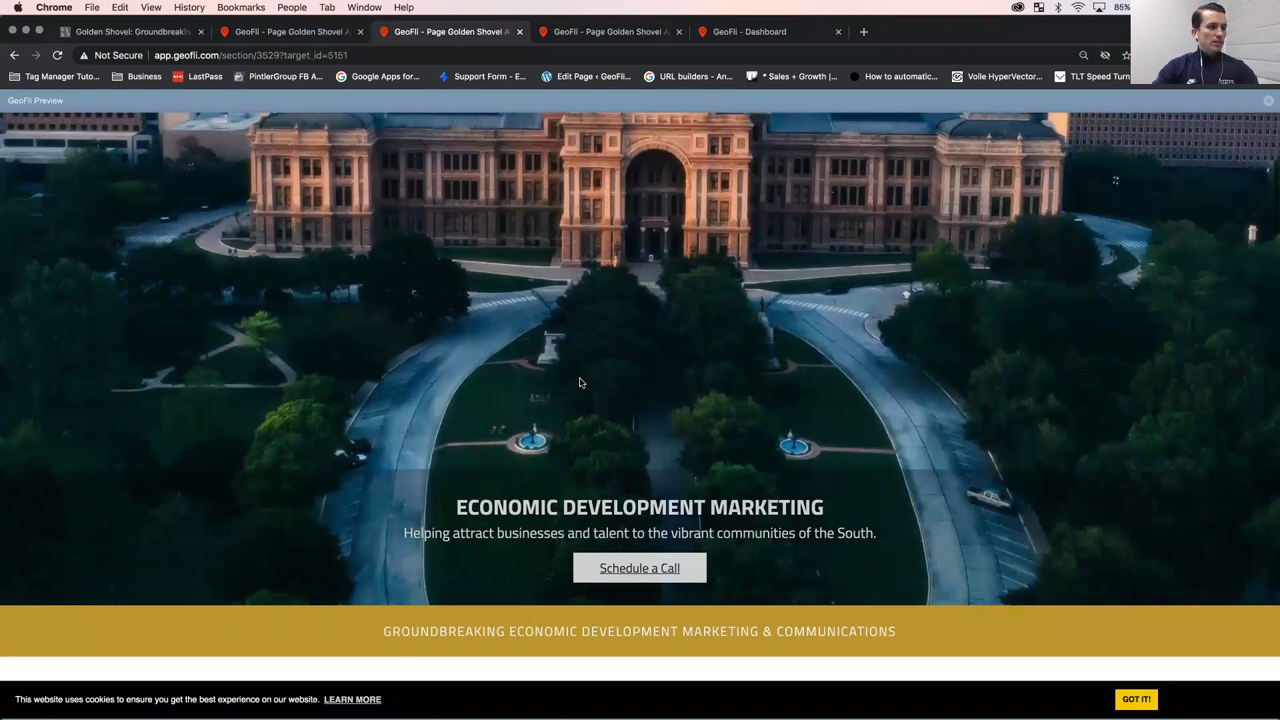 Chrome File Edit View History Bookmarks People Tab Window Help 85%
Golden Shovel: Groundbreaki
GeoFli - Page Golden Shovel A
GeoFli - Page Golden Shovel A
GeoFli - Page Golden Shovel A
GeoFli - Dashboard
Not Secure app.geofli.com/section/3529?target_id=5151
Tag Manager Tuto... Business LastPass PintlerGroup FB A... Google Apps for... Support Form - E... Edit Page ‹ GeoFli... URL builders - An... * Sales + Growth |... How to automatic... Voile HyperVector... TLT Speed Turn
GeoFli Preview
ECONOMIC DEVELOPMENT MARKETING
Helping attract businesses and talent to the vibrant communities of the South.
Schedule a Call
GROUNDBREAKING ECONOMIC DEVELOPMENT MARKETING & COMMUNICATIONS
This website uses cookies to ensure you get the best experience on our website. LEARN MORE
GOT IT!